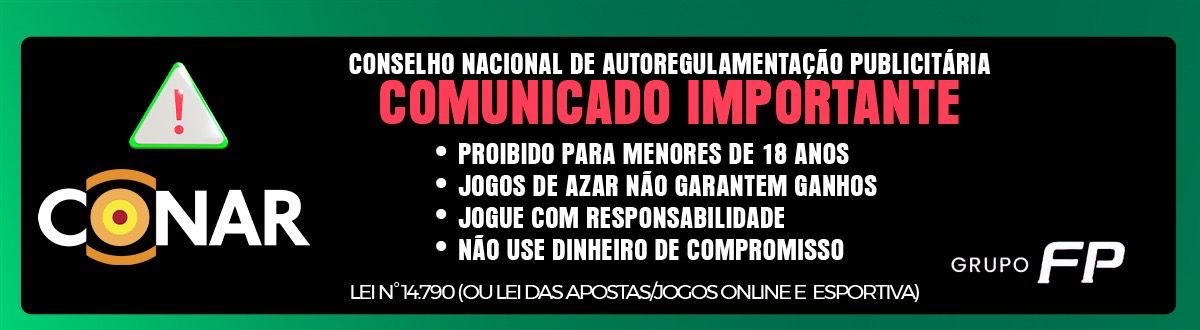 CONSELHO NACIONAL DE AUTOREGULAMENTAÇÃO PUBLICITÁRIA
COMUNICADO IMPORTANTE
• PROIBIDO PARA MENORES DE 18 ANOS
• JOGOS DE AZAR NÃO GARANTEM GANHOS
• JOGUE COM RESPONSABILIDADE
• NÃO USE DINHEIRO DE COMPROMISSO
LEI N° 14.790 (OU LEI DAS APOSTAS/JOGOS ONLINE E ESPORTIVA)
!
CONAR
GRUPO FP